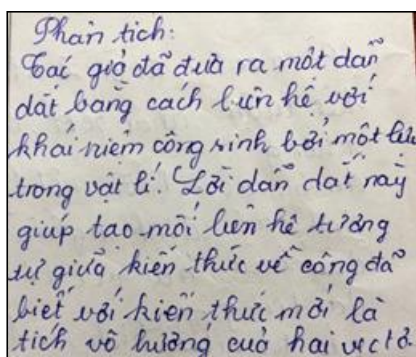 Phân tích:
Tác giả đã đưa ra một dẫn
dắt bằng cách liên hệ với
khái niệm công sinh bởi một lực
trong vật lí. Lời dẫn dắt này
giúp tạo mối liên hệ tương
tự giữa kiến thức về công đã
biết với kiến thức mới là
tích vô hướng của hai vectơ.